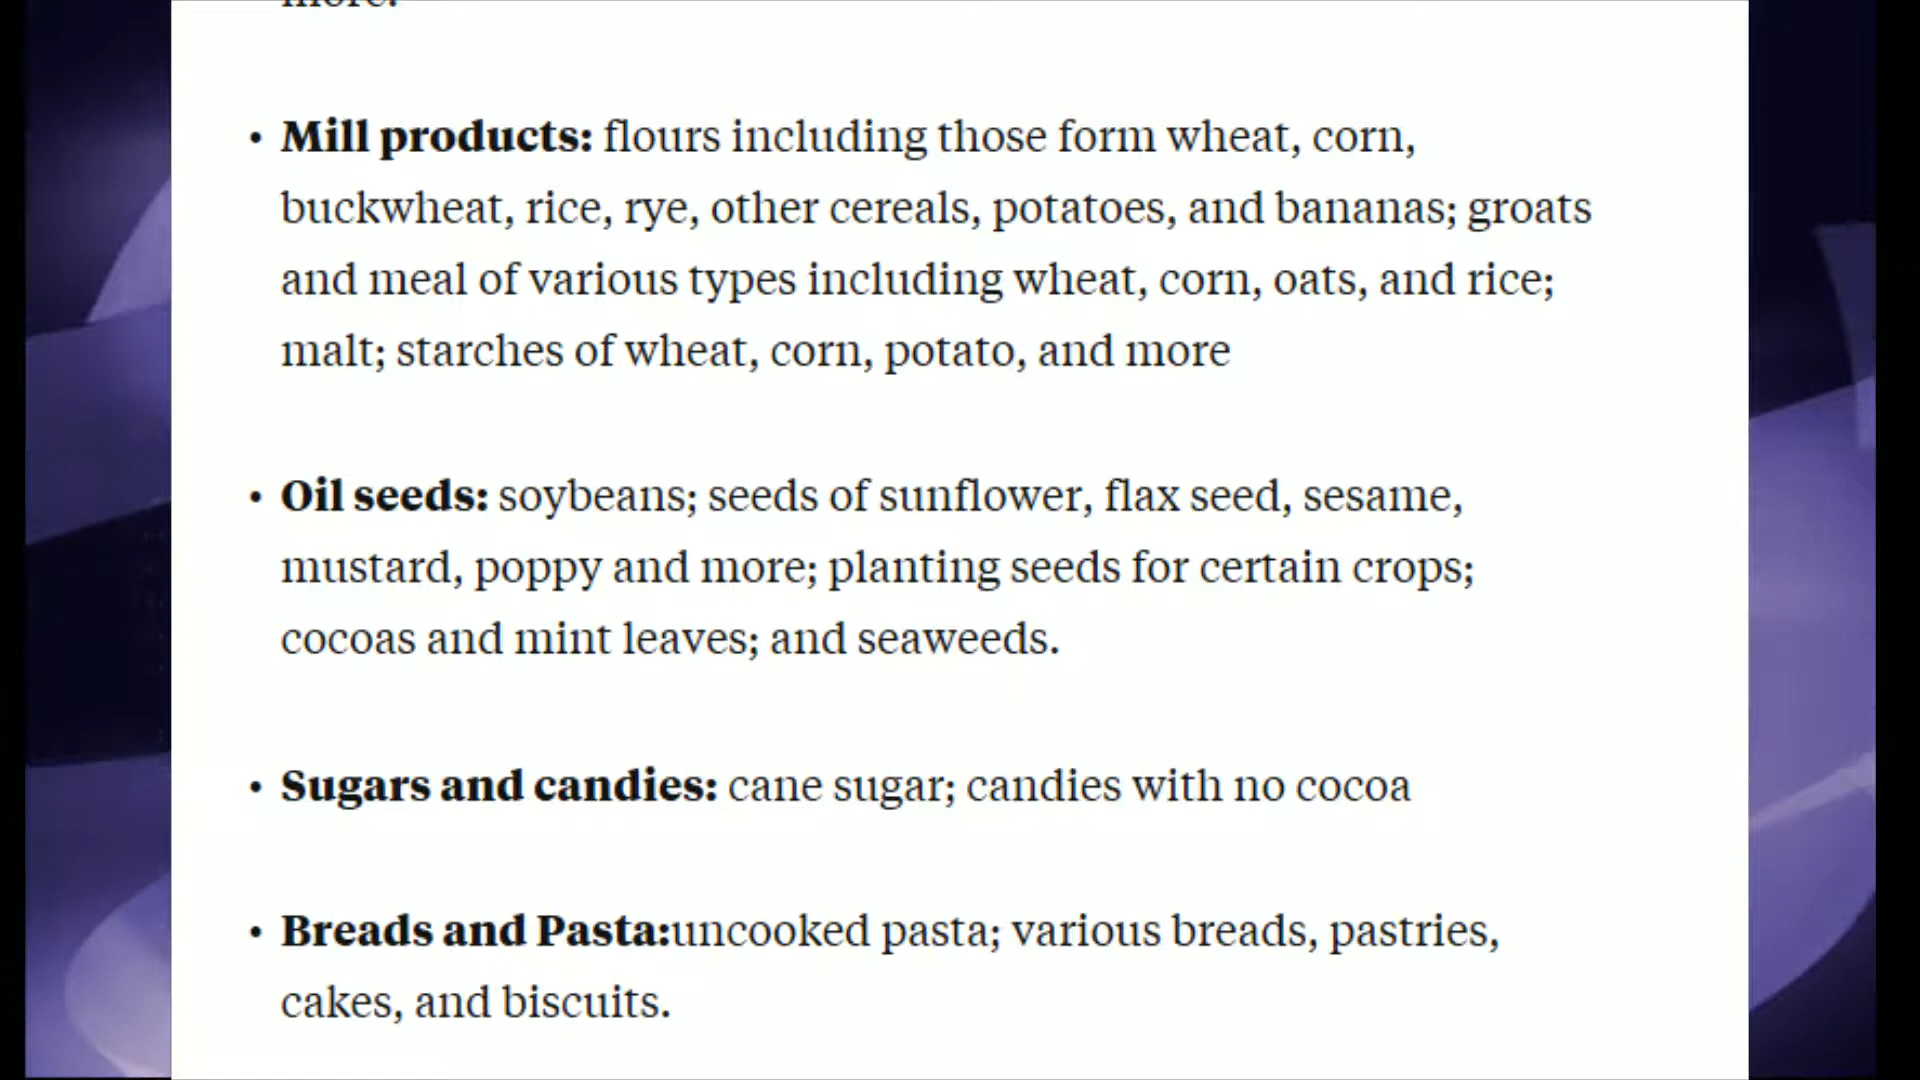 more.
• Mill products: flours including those form wheat, corn,
buckwheat, rice, rye, other cereals, potatoes, and bananas; groats
and meal of various types including wheat, corn, oats, and rice;
malt; starches of wheat, corn, potato, and more
• Oil seeds: soybeans; seeds of sunflower, flax seed, sesame,
mustard, poppy and more; planting seeds for certain crops;
cocoas and mint leaves; and seaweeds.
• Sugars and candies: cane sugar; candies with no cocoa
• Breads and Pasta:uncooked pasta; various breads, pastries,
cakes, and biscuits.